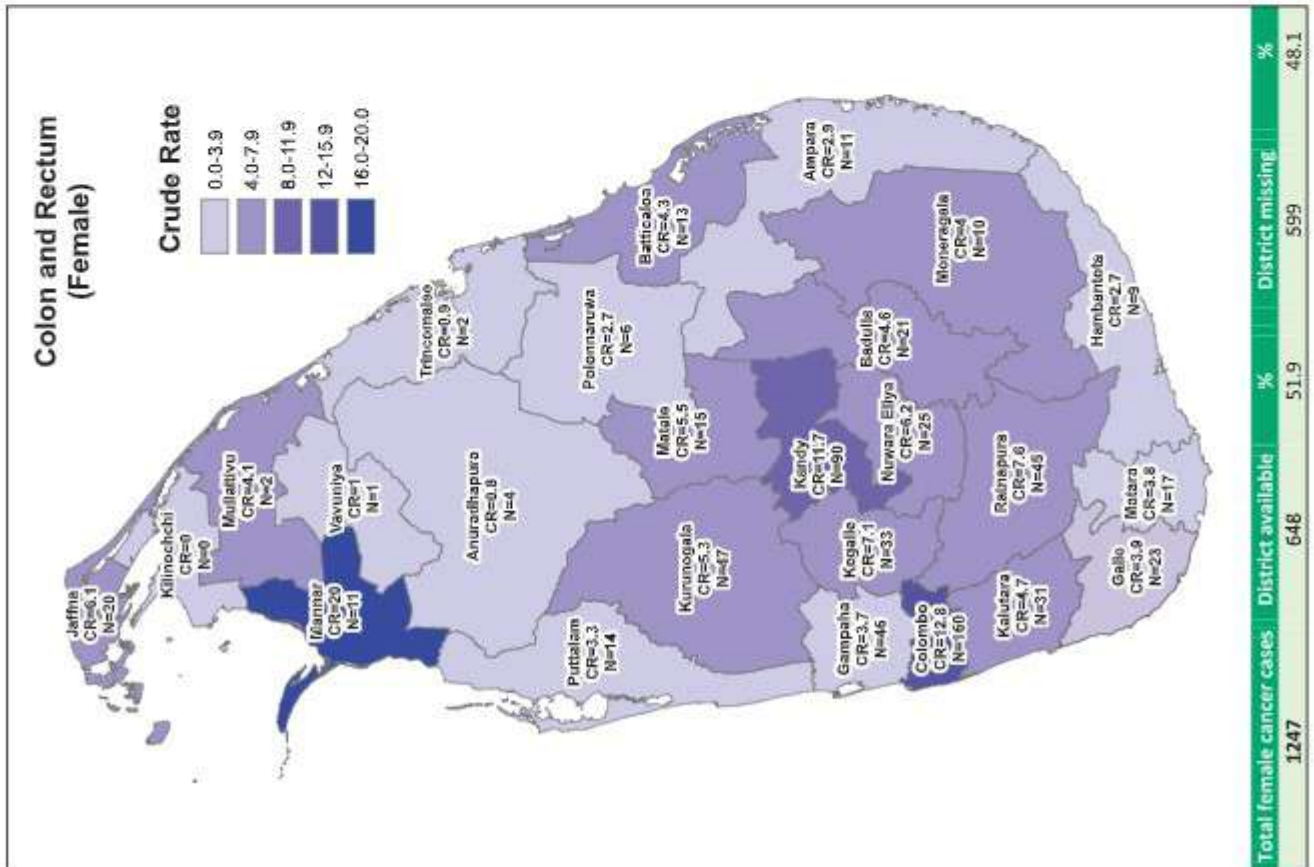 Colon and Rectum
(Female)
Crude Rate
0.0-3.9
4.0-7.9
8.0-11.9
12-15.9
16.0-20.0
Jaffna
CR=6.1
N=20
Kilinochchi
CR=0
N=0
Mullaitivu
CR=4.1
N=2
Mannar
CR=20
N=11
Vavuniya
CR=1
N=1
Trincomalee
CR=0.9
N=2
Anuradhapura
CR=0.8
N=4
Puttalam
CR=3.3
N=14
Polonnaruwa
CR=2.7
N=6
Batticaloa
CR=4.3
N=13
Matale
CR=5.5
N=15
Kurunegala
CR=5.3
N=47
Ampara
CR=2.9
N=11
Kandy
CR=11.7
N=90
Gampaha
CR=3.7
N=46
Kegalle
CR=7.1
N=33
Nuwara Eliya
CR=6.2
N=25
Badulla
CR=4.6
N=21
Moneragala
CR=4
N=10
Colombo
CR=12.8
N=160
Kalutara
CR=4.7
N=31
Ratnapura
CR=7.6
N=45
Galle
CR=3.9
N=23
Matara
CR=3.8
N=17
Hambantota
CR=2.7
N=9
Total female cancer cases District available % District missing %
1247 648 51.9 599 48.1